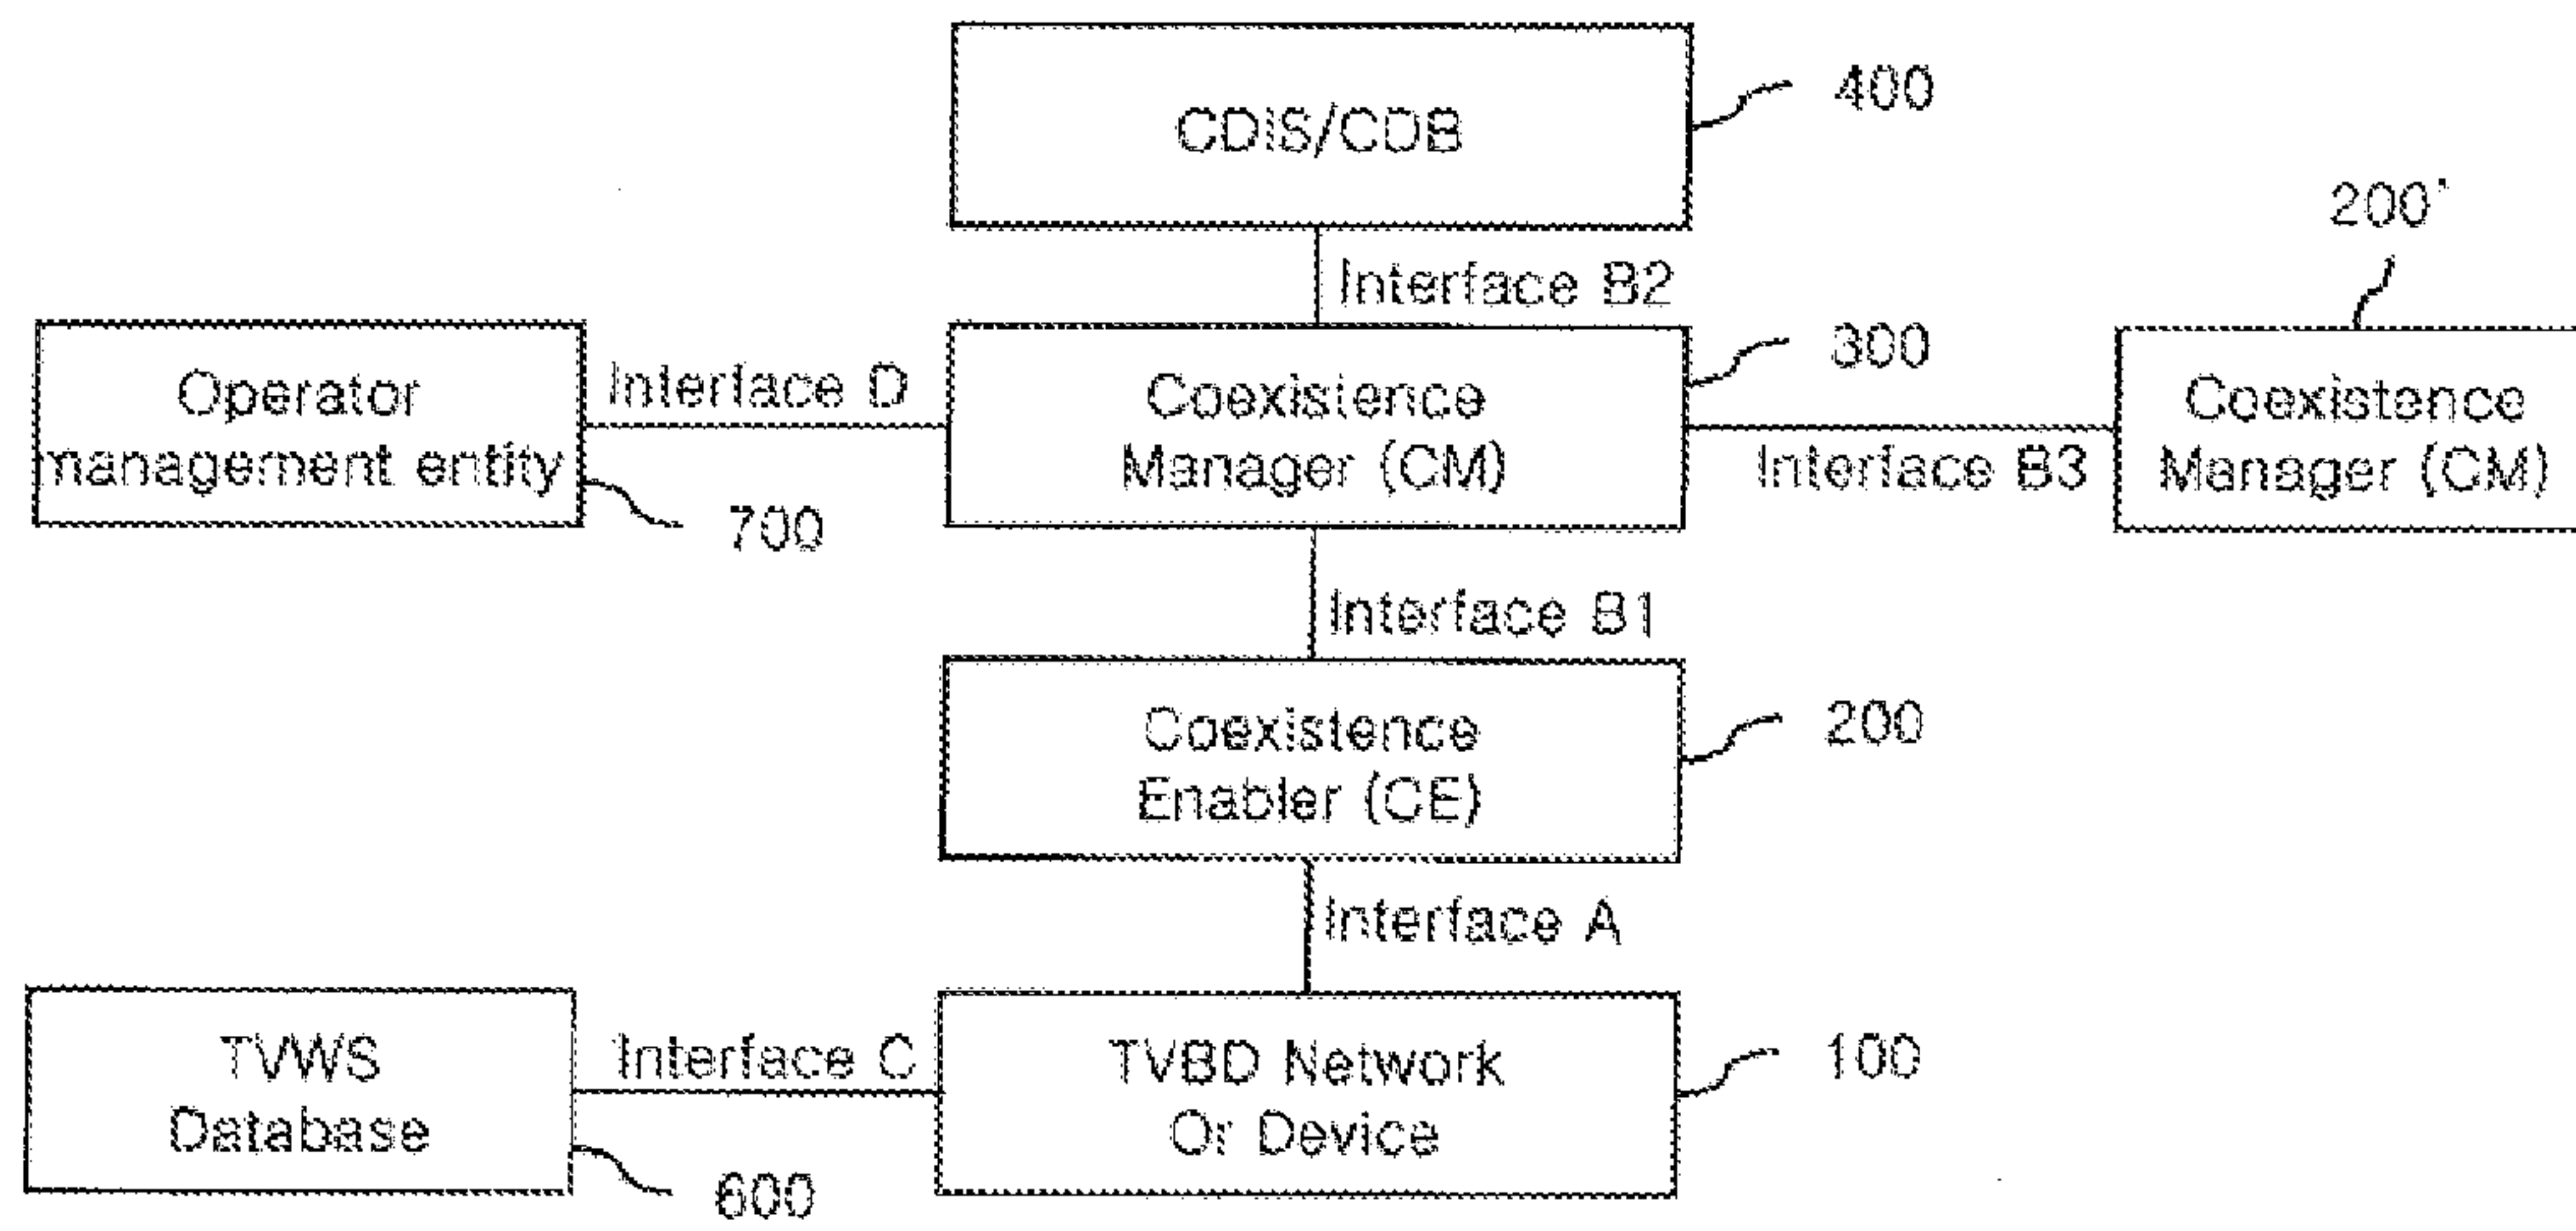 CDIS/CDB
400
200'
Interface B2
Operator
management entity
700
Interface D
Coexistence
Manager (CM)
300
Interface B3
Coexistence
Manager (CM)
Interface B1
Coexistence
Enabler (CE)
200
Interface A
TVWS
Database
600
Interface C
TVBD Network
Or Device
100